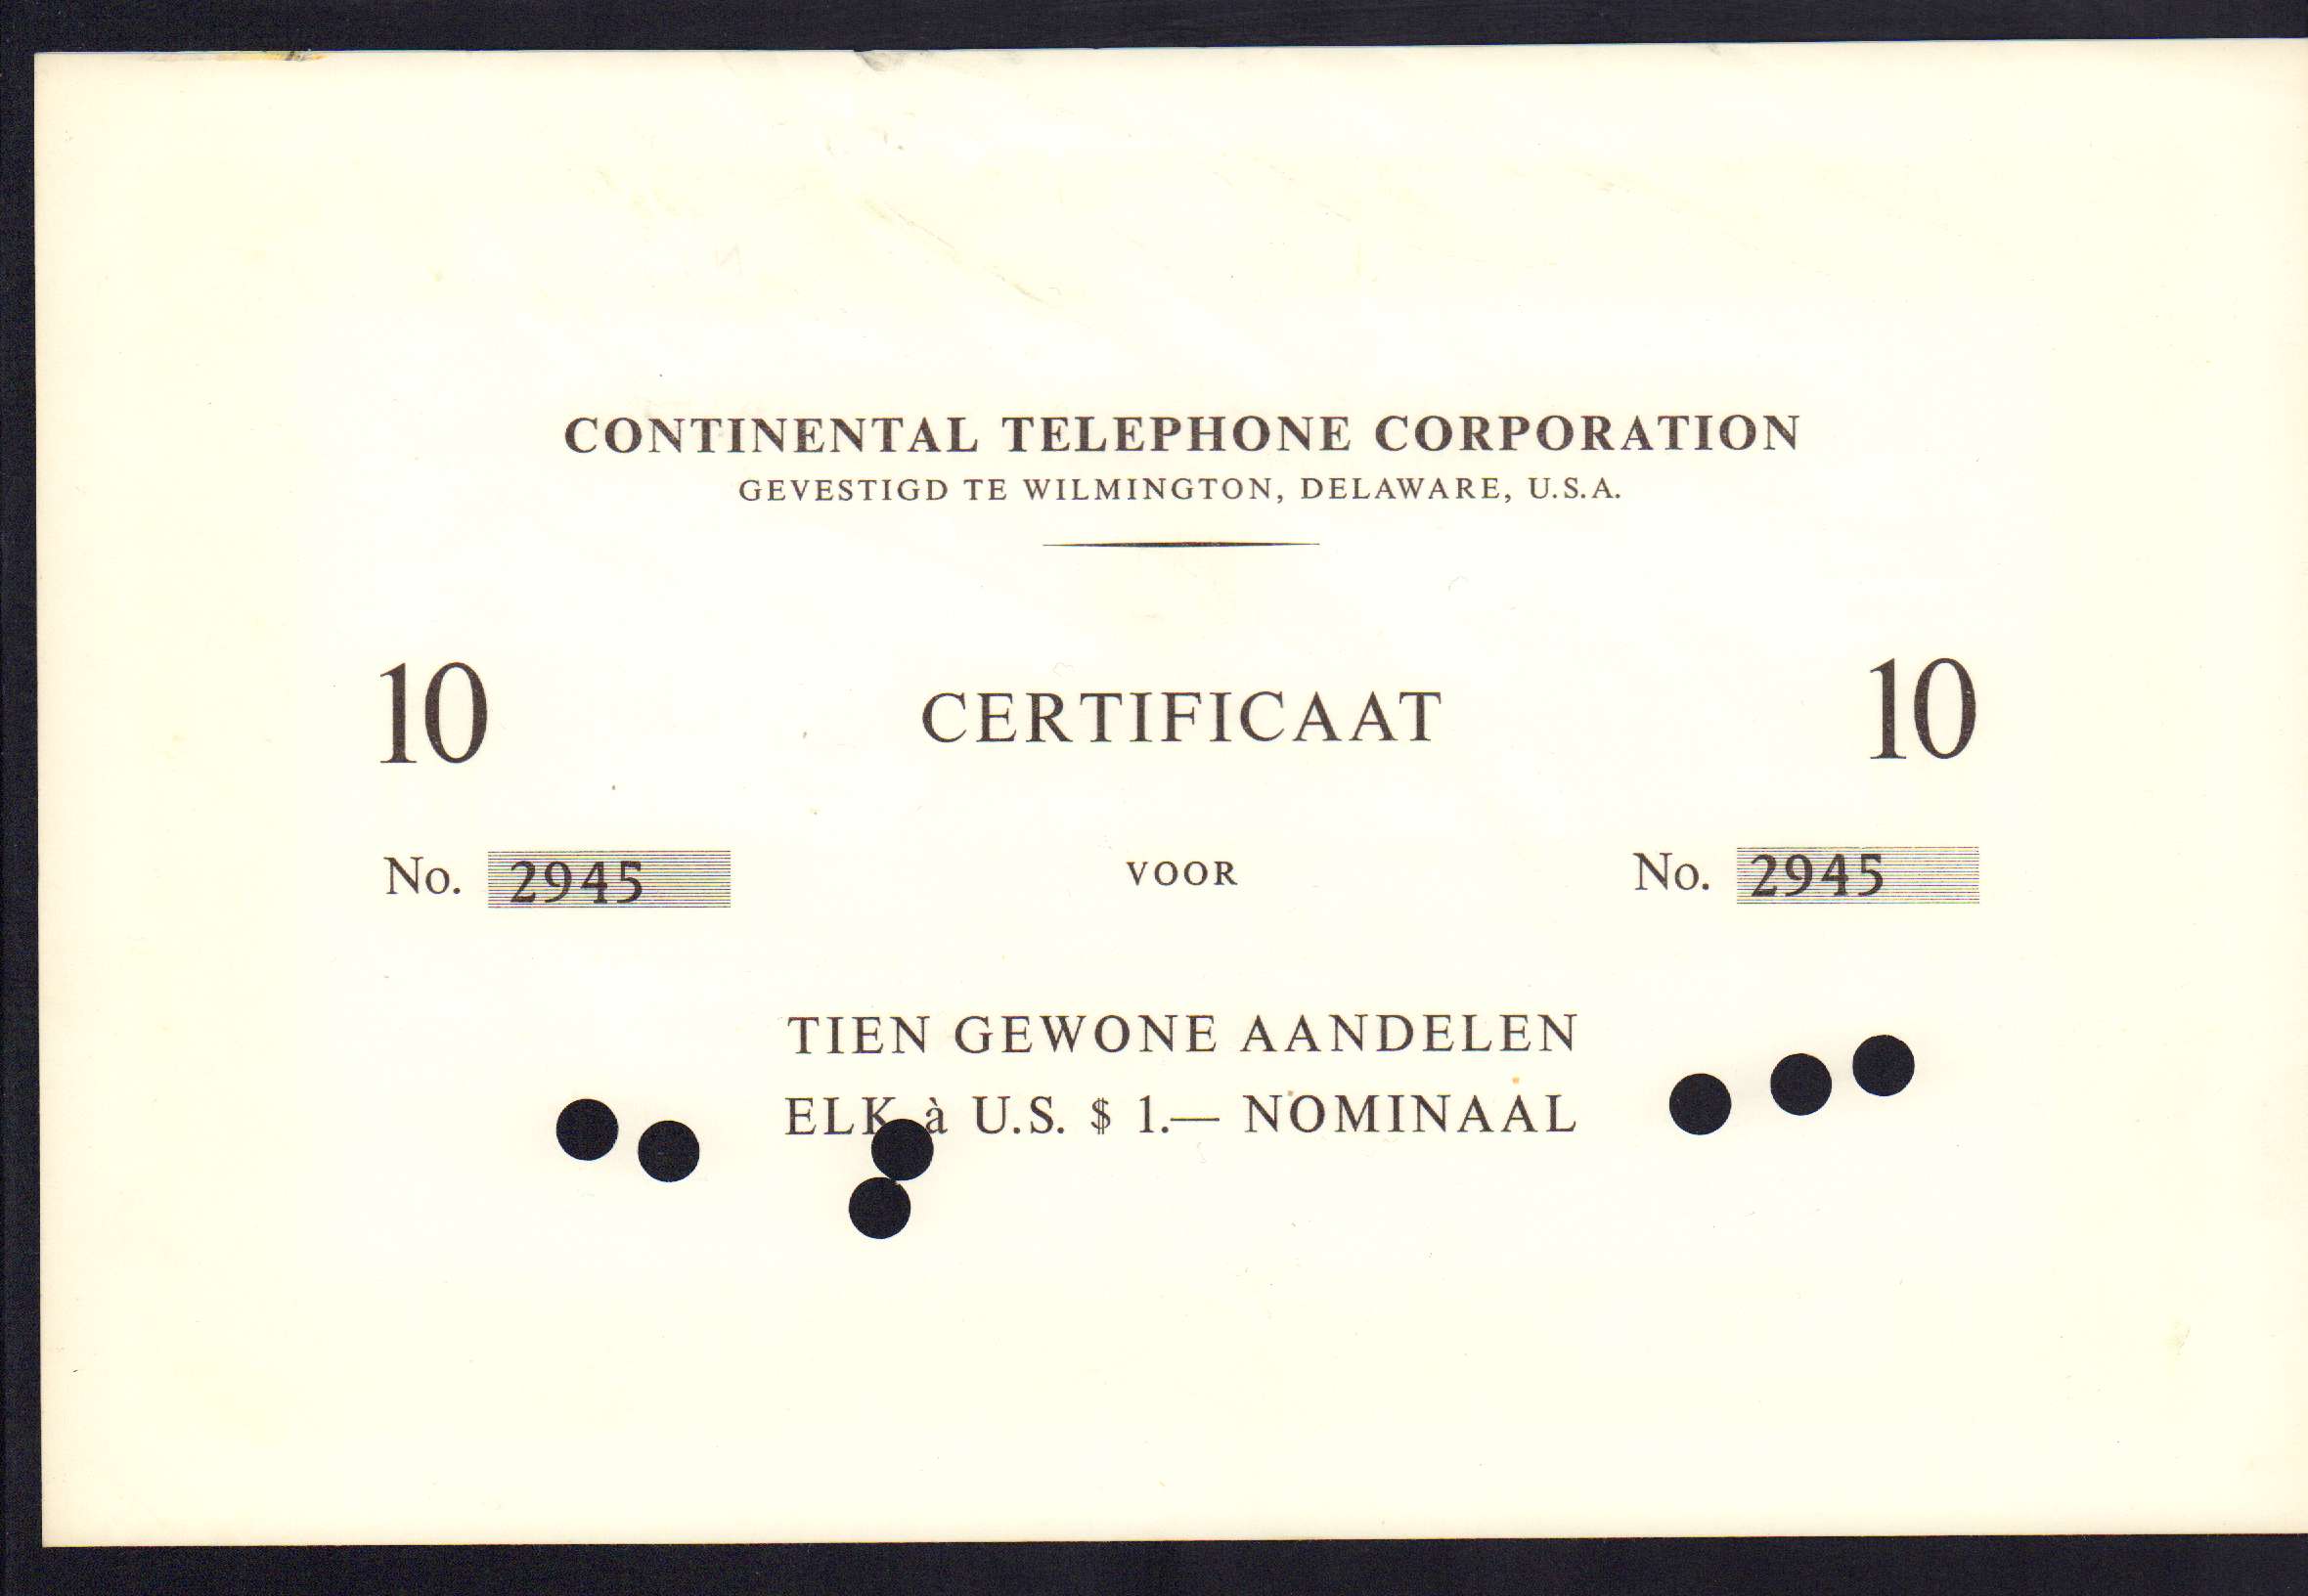 CONTINENTAL TELEPHONE CORPORATION
GEVESTIGD TE WILMINGTON, DELAWARE, U.S.A.
10 CERTIFICAAT 10
No. 2945 VOOR No. 2945
TIEN GEWONE AANDELEN
ELK à U.S. $ 1.— NOMINAAL